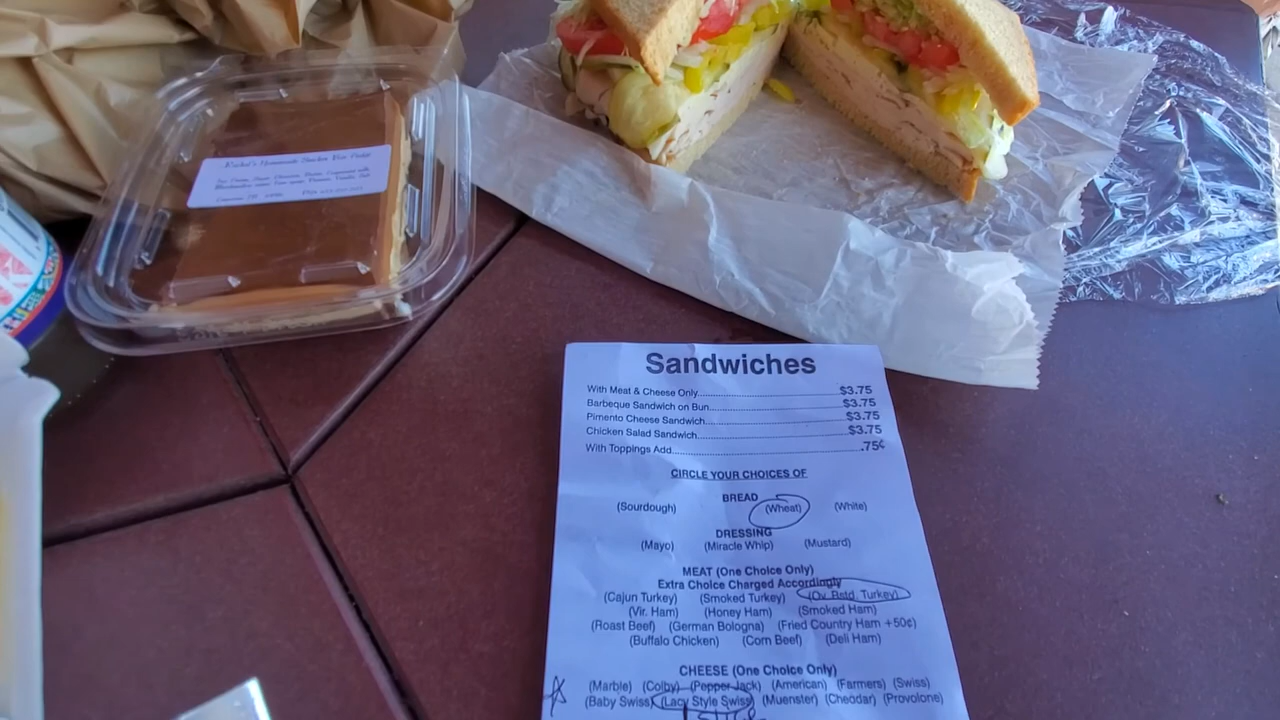 Homemade
Sandwiches
With Meat & Cheese Only $3.75
Barbeque Sandwich on Bun $3.75
Pimento Cheese Sandwich $3.75
Chicken Salad Sandwich $3.75
With Toppings Add .75¢
CIRCLE YOUR CHOICES OF
BREAD
(Sourdough) (Wheat) (White)
DRESSING
(Mayo) (Miracle Whip) (Mustard)
MEAT (One Choice Only)
Extra Choice Charged Accordingly
(Cajun Turkey) (Smoked Turkey) (Ov. Rstd. Turkey)
(Vir. Ham) (Honey Ham) (Smoked Ham)
(Roast Beef) (German Bologna) (Fried Country Ham +50¢)
(Buffalo Chicken) (Corn Beef) (Deli Ham)
CHEESE (One Choice Only)
(Marble) (Colby) (Pepper Jack) (American) (Farmers) (Swiss)
(Baby Swiss) (Lacy Style Swiss) (Muenster) (Cheddar) (Provolone)